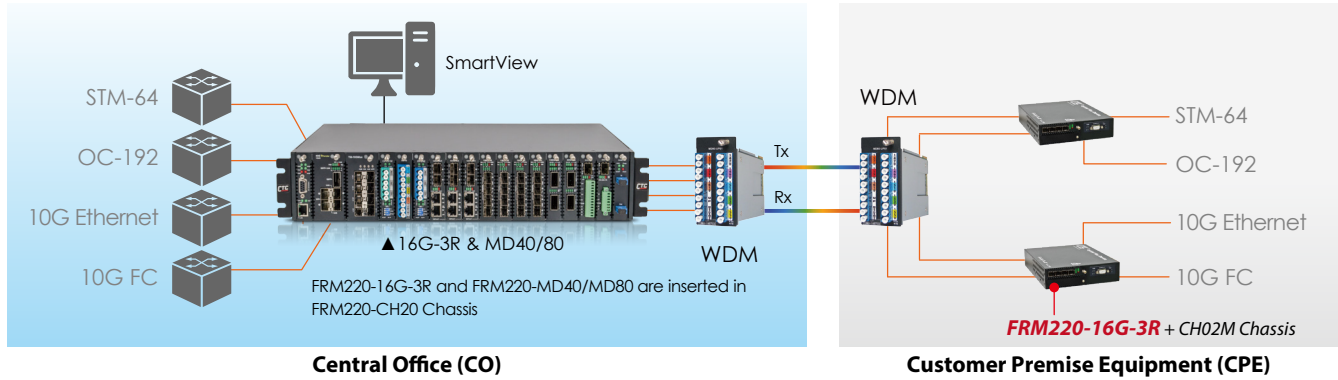 SmartView
STM-64
OC-192
10G Ethernet
10G FC
CTC
▲16G-3R & MD40/80
FRM220-16G-3R and FRM220-MD40/MD80 are inserted in
FRM220-CH20 Chassis
WDM
Tx
Rx
WDM
STM-64
OC-192
10G Ethernet
10G FC
FRM220-16G-3R + CH02M Chassis
Central Office (CO)
Customer Premise Equipment (CPE)